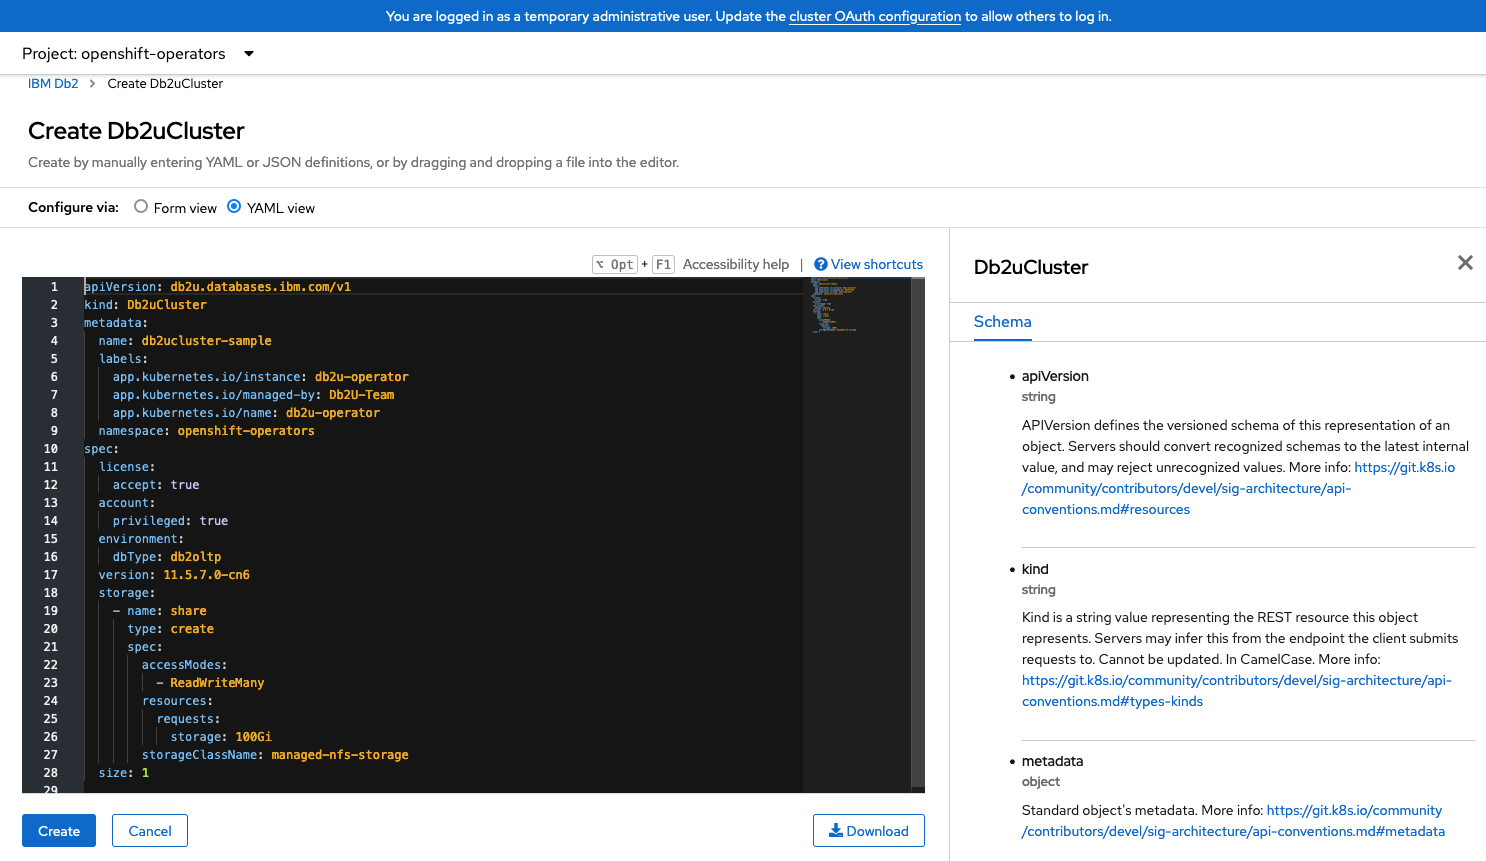 You are logged in as a temporary administrative user. Update the cluster OAuth configuration to allow others to log in.
Project: openshift-operators
IBM Db2 > Create Db2uCluster
Create Db2uCluster
Create by manually entering YAML or JSON definitions, or by dragging and dropping a file into the editor.
Configure via: Form view YAML view
⌥ Opt + F1 Accessibility help | View shortcuts
1 apiVersion: db2u.databases.ibm.com/v1
2 kind: Db2uCluster
3 metadata:
4 name: db2ucluster-sample
5 labels:
6 app.kubernetes.io/instance: db2u-operator
7 app.kubernetes.io/managed-by: Db2U-Team
8 app.kubernetes.io/name: db2u-operator
9 namespace: openshift-operators
10 spec:
11 license:
12 accept: true
13 account:
14 privileged: true
15 environment:
16 dbType: db2oltp
17 version: 11.5.7.0-cn6
18 storage:
19 - name: share
20 type: create
21 spec:
22 accessModes:
23 - ReadWriteMany
24 resources:
25 requests:
26 storage: 100Gi
27 storageClassName: managed-nfs-storage
28 size: 1
29
Create Cancel Download
Db2uCluster
Schema
• apiVersion
string
APIVersion defines the versioned schema of this representation of an
object. Servers should convert recognized schemas to the latest internal
value, and may reject unrecognized values. More info: https://git.k8s.io
/community/contributors/devel/sig-architecture/api-
conventions.md#resources
• kind
string
Kind is a string value representing the REST resource this object
represents. Servers may infer this from the endpoint the client submits
requests to. Cannot be updated. In CamelCase. More info:
https://git.k8s.io/community/contributors/devel/sig-architecture/api-
conventions.md#types-kinds
• metadata
object
Standard object's metadata. More info: https://git.k8s.io/community
/contributors/devel/sig-architecture/api-conventions.md#metadata